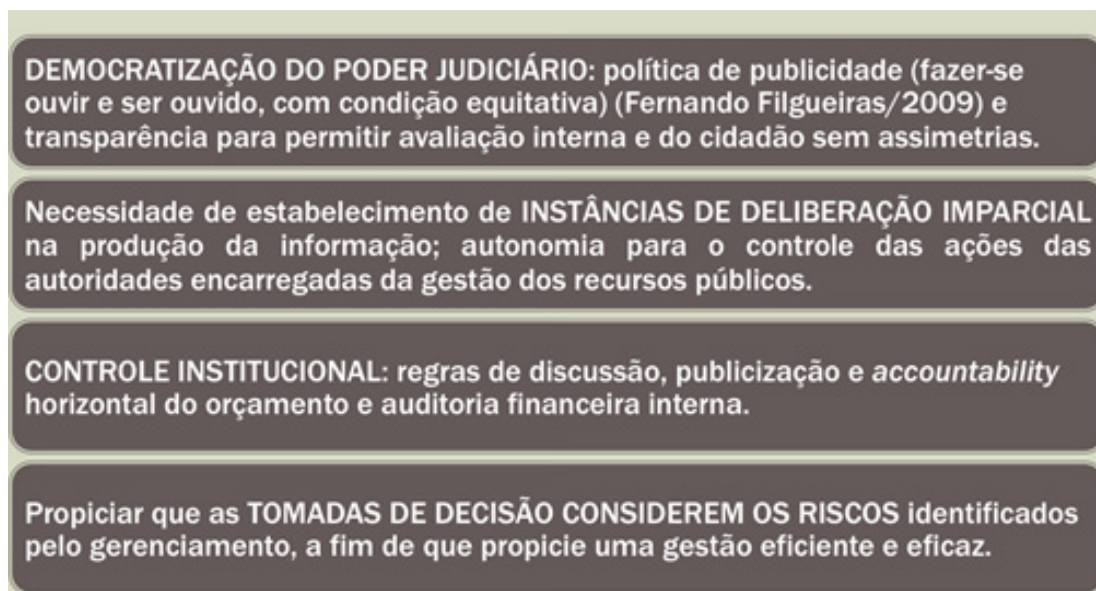 DEMOCRATIZAÇÃO DO PODER JUDICIÁRIO: política de publicidade (fazer-se
ouvir e ser ouvido, com condição equitativa) (Fernando Filgueiras/2009) e
transparência para permitir avaliação interna e do cidadão sem assimetrias.
Necessidade de estabelecimento de INSTÂNCIAS DE DELIBERAÇÃO IMPARCIAL
na produção da informação; autonomia para o controle das ações das
autoridades encarregadas da gestão dos recursos públicos.
CONTROLE INSTITUCIONAL: regras de discussão, publicização e accountability
horizontal do orçamento e auditoria financeira interna.
Propiciar que as TOMADAS DE DECISÃO CONSIDEREM OS RISCOS identificados
pelo gerenciamento, a fim de que propicie uma gestão eficiente e eficaz.